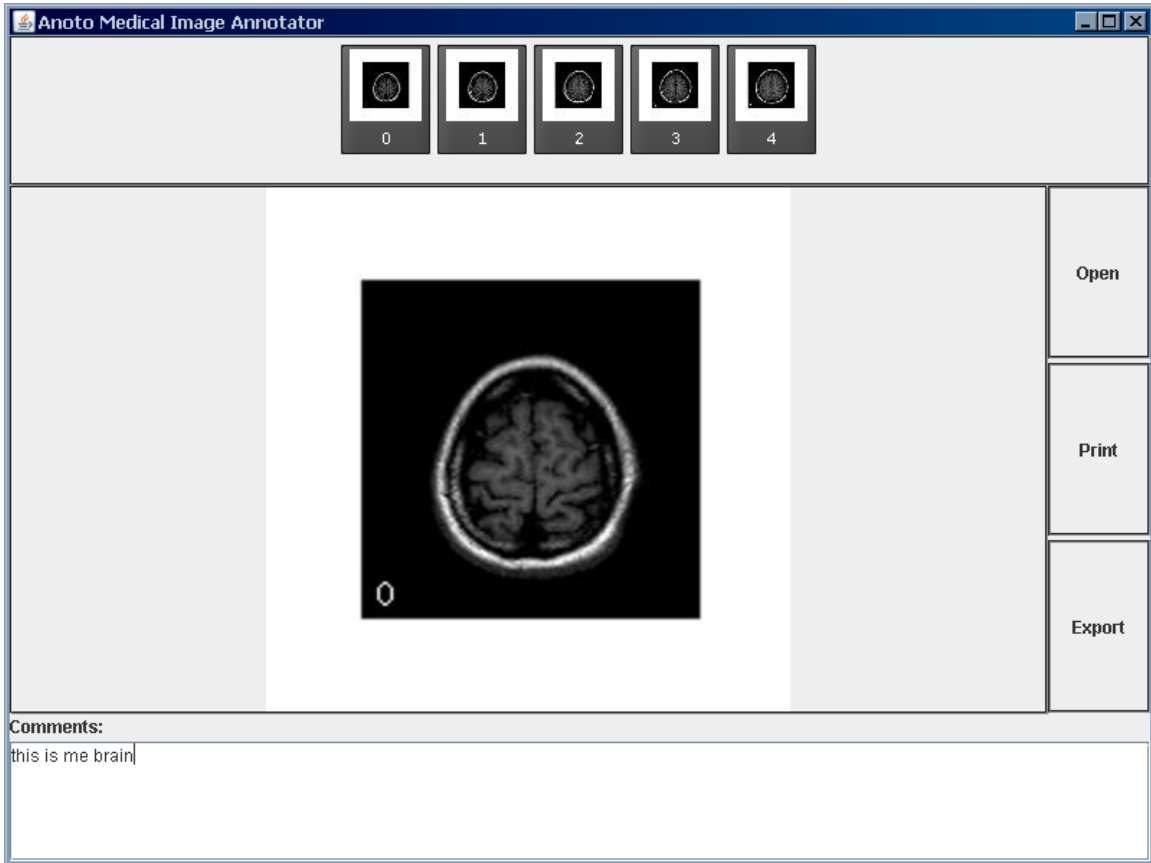 Anoto Medical Image Annotator
0 1 2 3 4
Open
Print
0
Export
Comments:
this is me brain